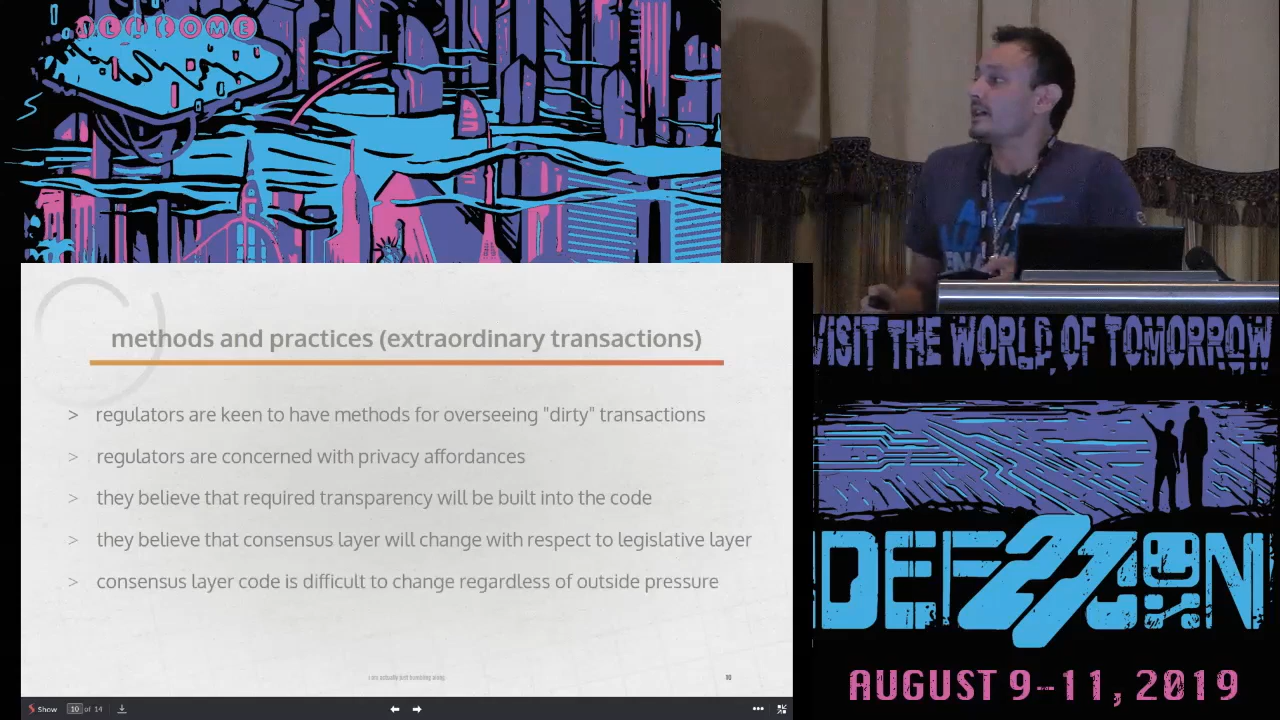 WELCOME
methods and practices (extraordinary transactions)
> regulators are keen to have methods for overseeing "dirty" transactions
> regulators are concerned with privacy affordances
> they believe that required transparency will be built into the code
> they believe that consensus layer will change with respect to legislative layer
> consensus layer code is difficult to change regardless of outside pressure
10
Show 10 of 14
VISIT THE WORLD OF TOMORROW
DEF27CON
AUGUST 9-11, 2019